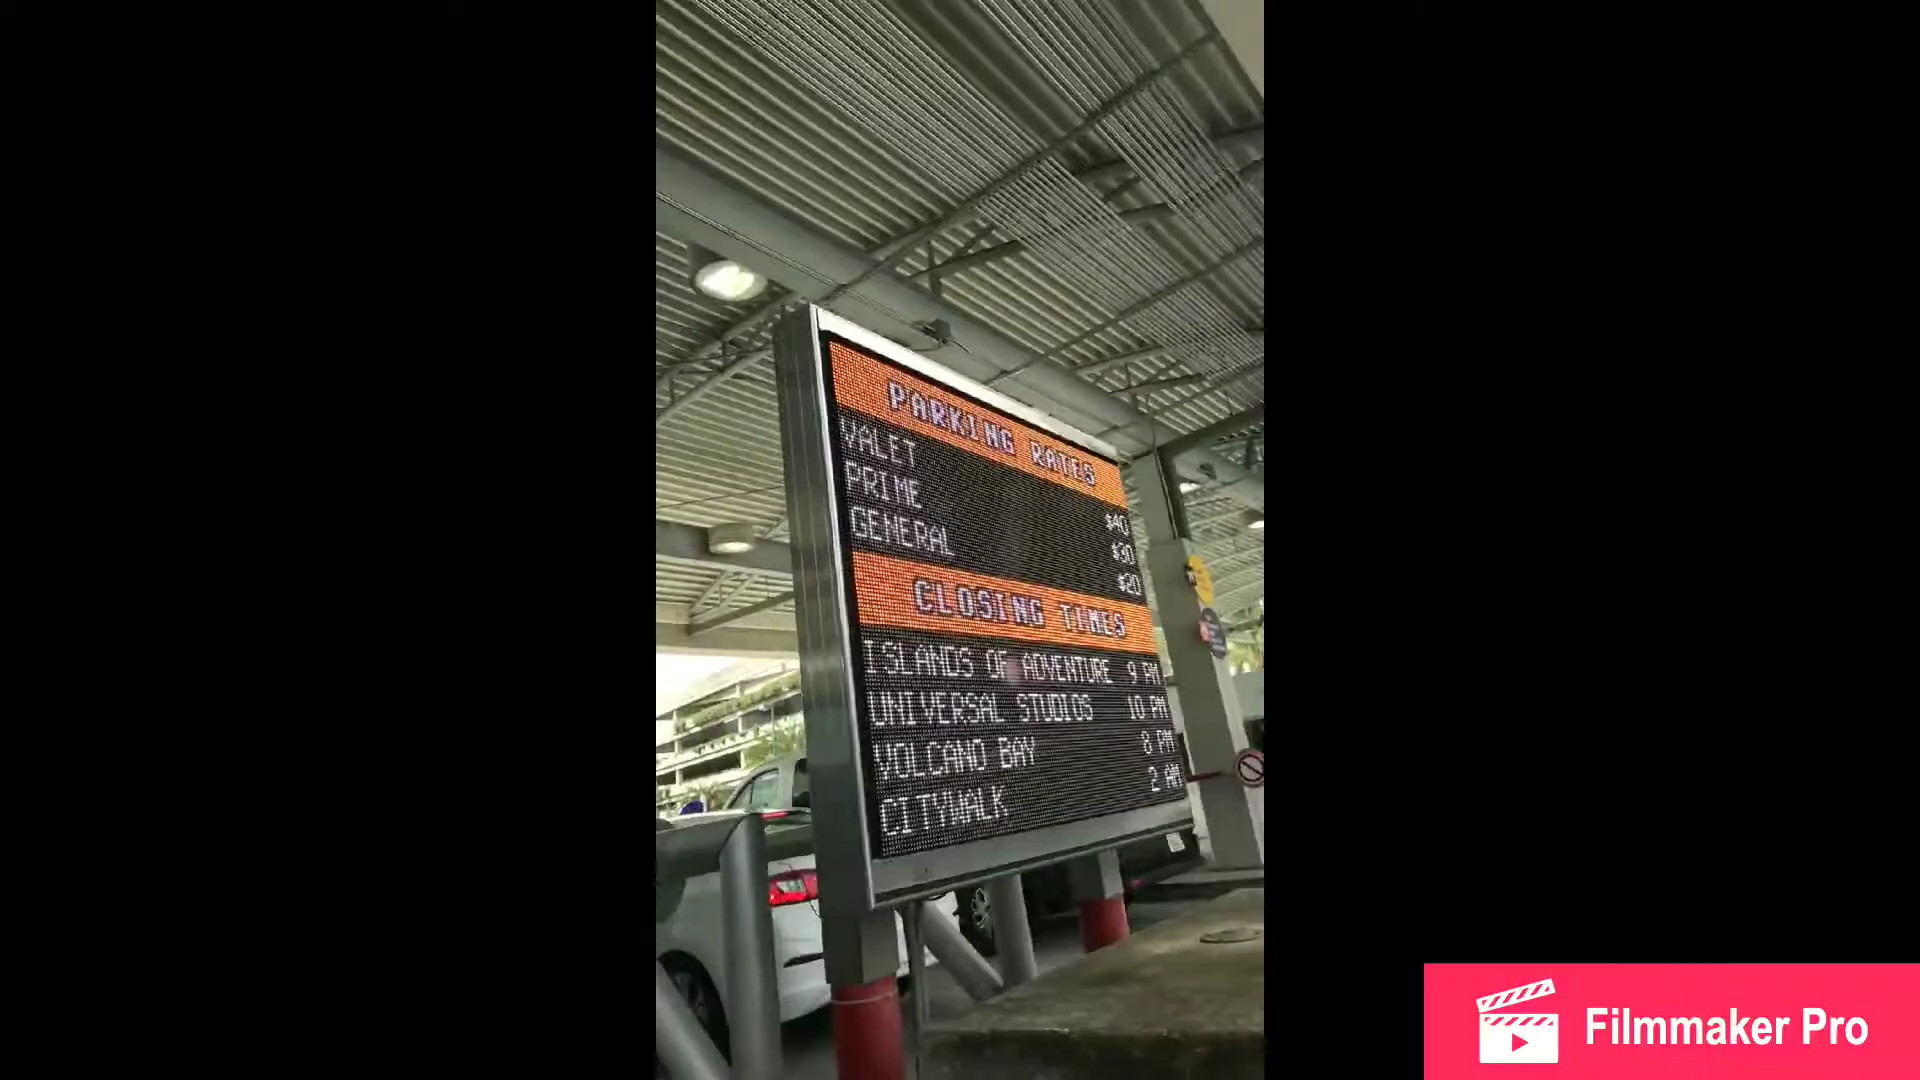 PARKING RATES
VALET $40
PRIME $30
GENERAL $20
CLOSING TIMES
ISLANDS OF ADVENTURE 9 PM
UNIVERSAL STUDIOS 10 PM
VOLCANO BAY 8 PM
CITYWALK 2 AM
Filmmaker Pro